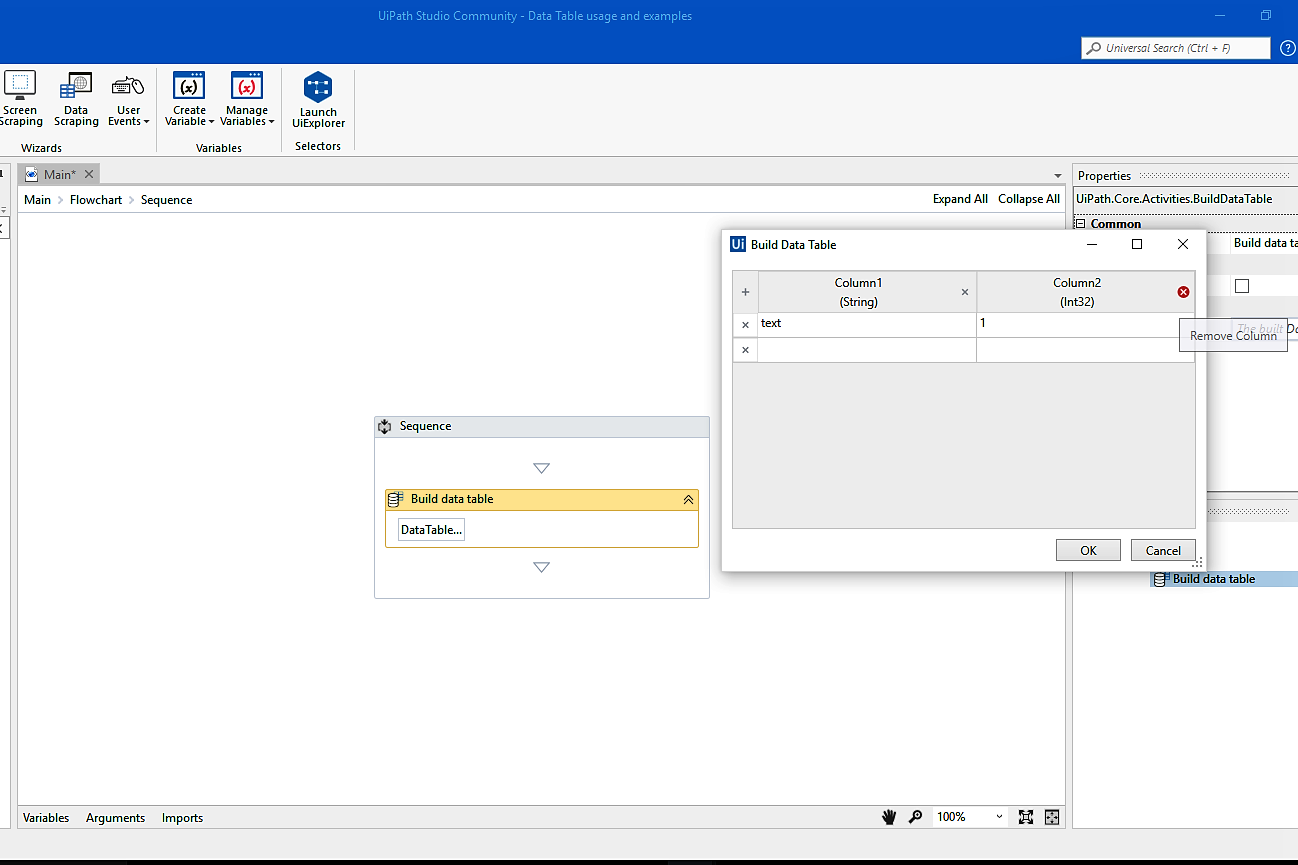 UiPath Studio Community - Data Table usage and examples
Universal Search (Ctrl + F)
?
Screen
Scraping
Data
Scraping
User
Events
Create
Variable
Manage
Variables
Launch
UiExplorer
Wizards
Variables
Selectors
Main*
Main
Flowchart
Sequence
Expand All
Collapse All
Properties
UiPath.Core.Activities.BuildDataTable
Common
Build data ta
The built Da
Ui Build Data Table
+
Column1
(String)
Column2
(Int32)
text
1
Remove Column
OK
Cancel
Sequence
Build data table
DataTable...
Build data table
Variables
Arguments
Imports
100%